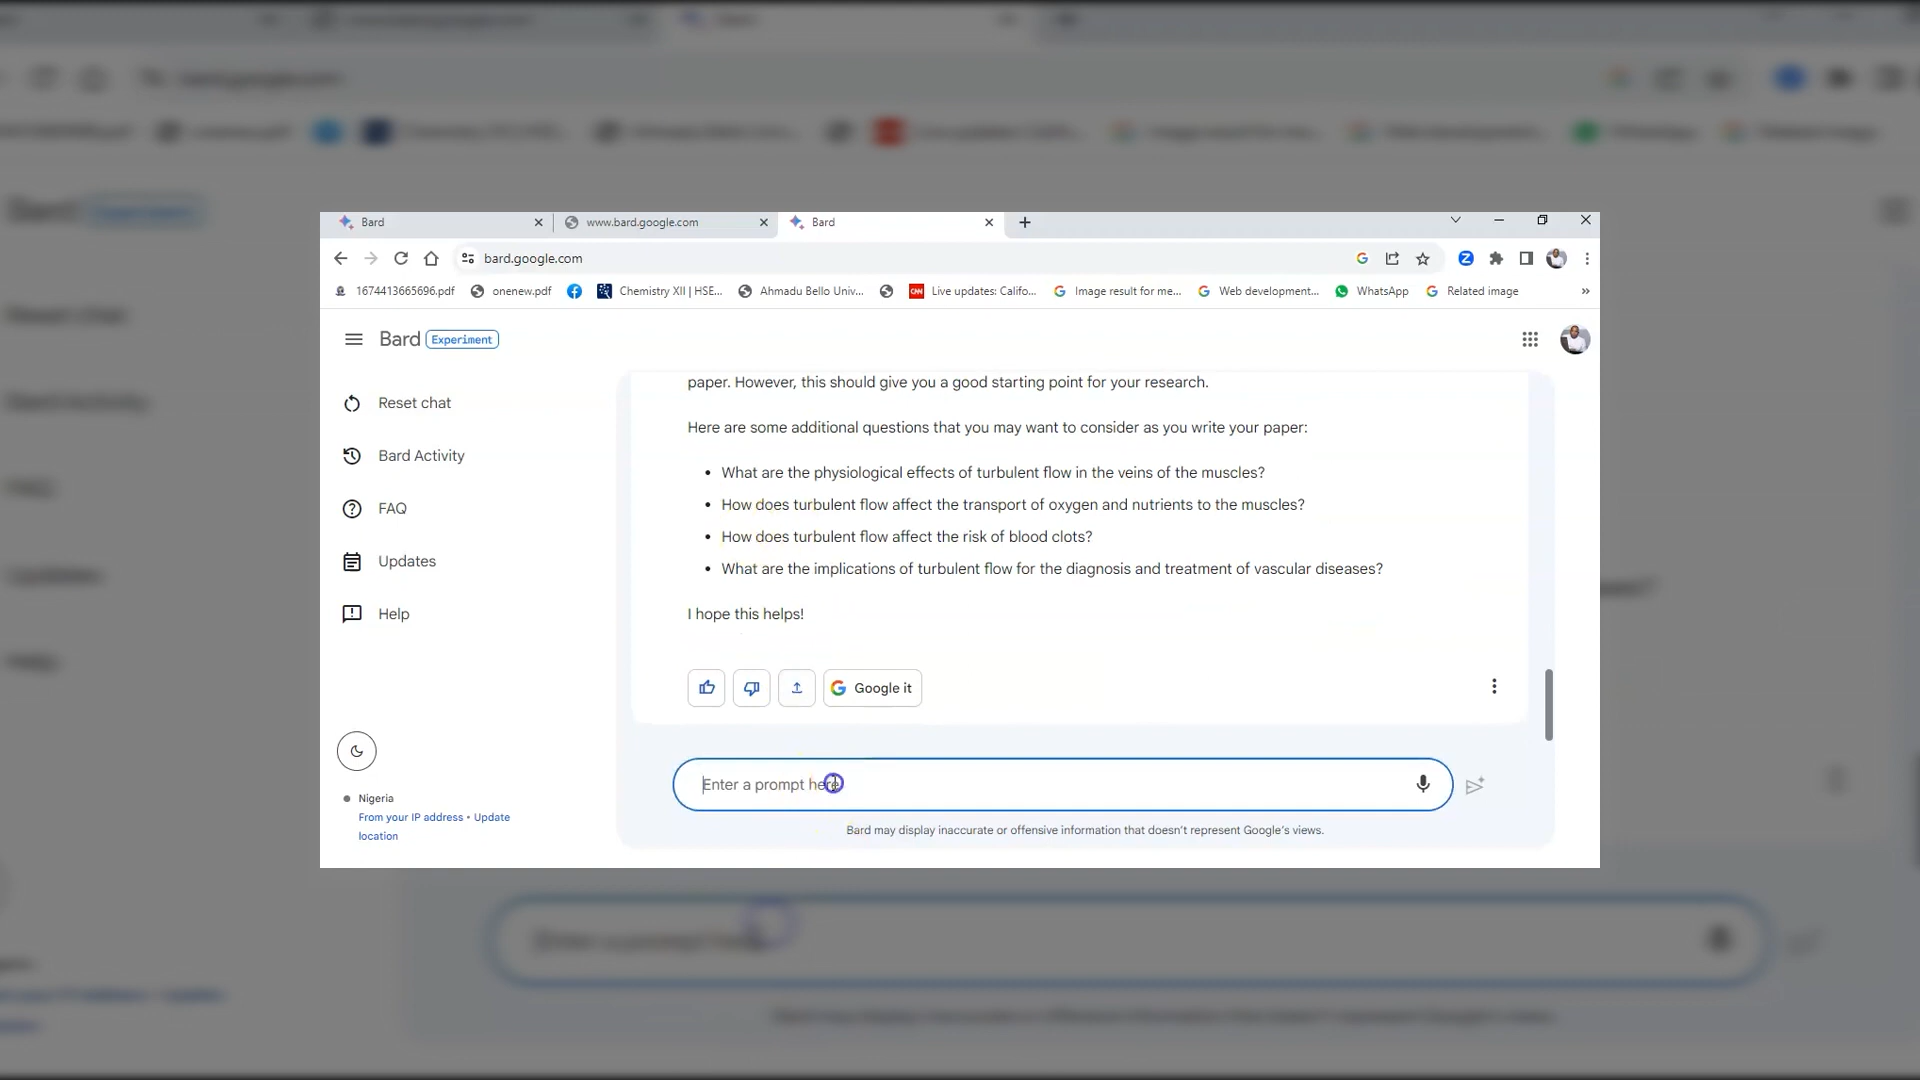 Bard
www.bard.google.com
Bard
bard.google.com
1674413665696.pdf
onenew.pdf
Chemistry XII | HSE...
Ahmadu Bello Univ...
Live updates: Califo...
Image result for me...
Web development...
WhatsApp
Related image
Bard
Experiment
Reset chat
Bard Activity
FAQ
Updates
Help
Nigeria
From your IP address • Update
location
paper. However, this should give you a good starting point for your research.
Here are some additional questions that you may want to consider as you write your paper:
• What are the physiological effects of turbulent flow in the veins of the muscles?
• How does turbulent flow affect the transport of oxygen and nutrients to the muscles?
• How does turbulent flow affect the risk of blood clots?
• What are the implications of turbulent flow for the diagnosis and treatment of vascular diseases?
I hope this helps!
Google it
Enter a prompt here
Bard may display inaccurate or offensive information that doesn't represent Google's views.